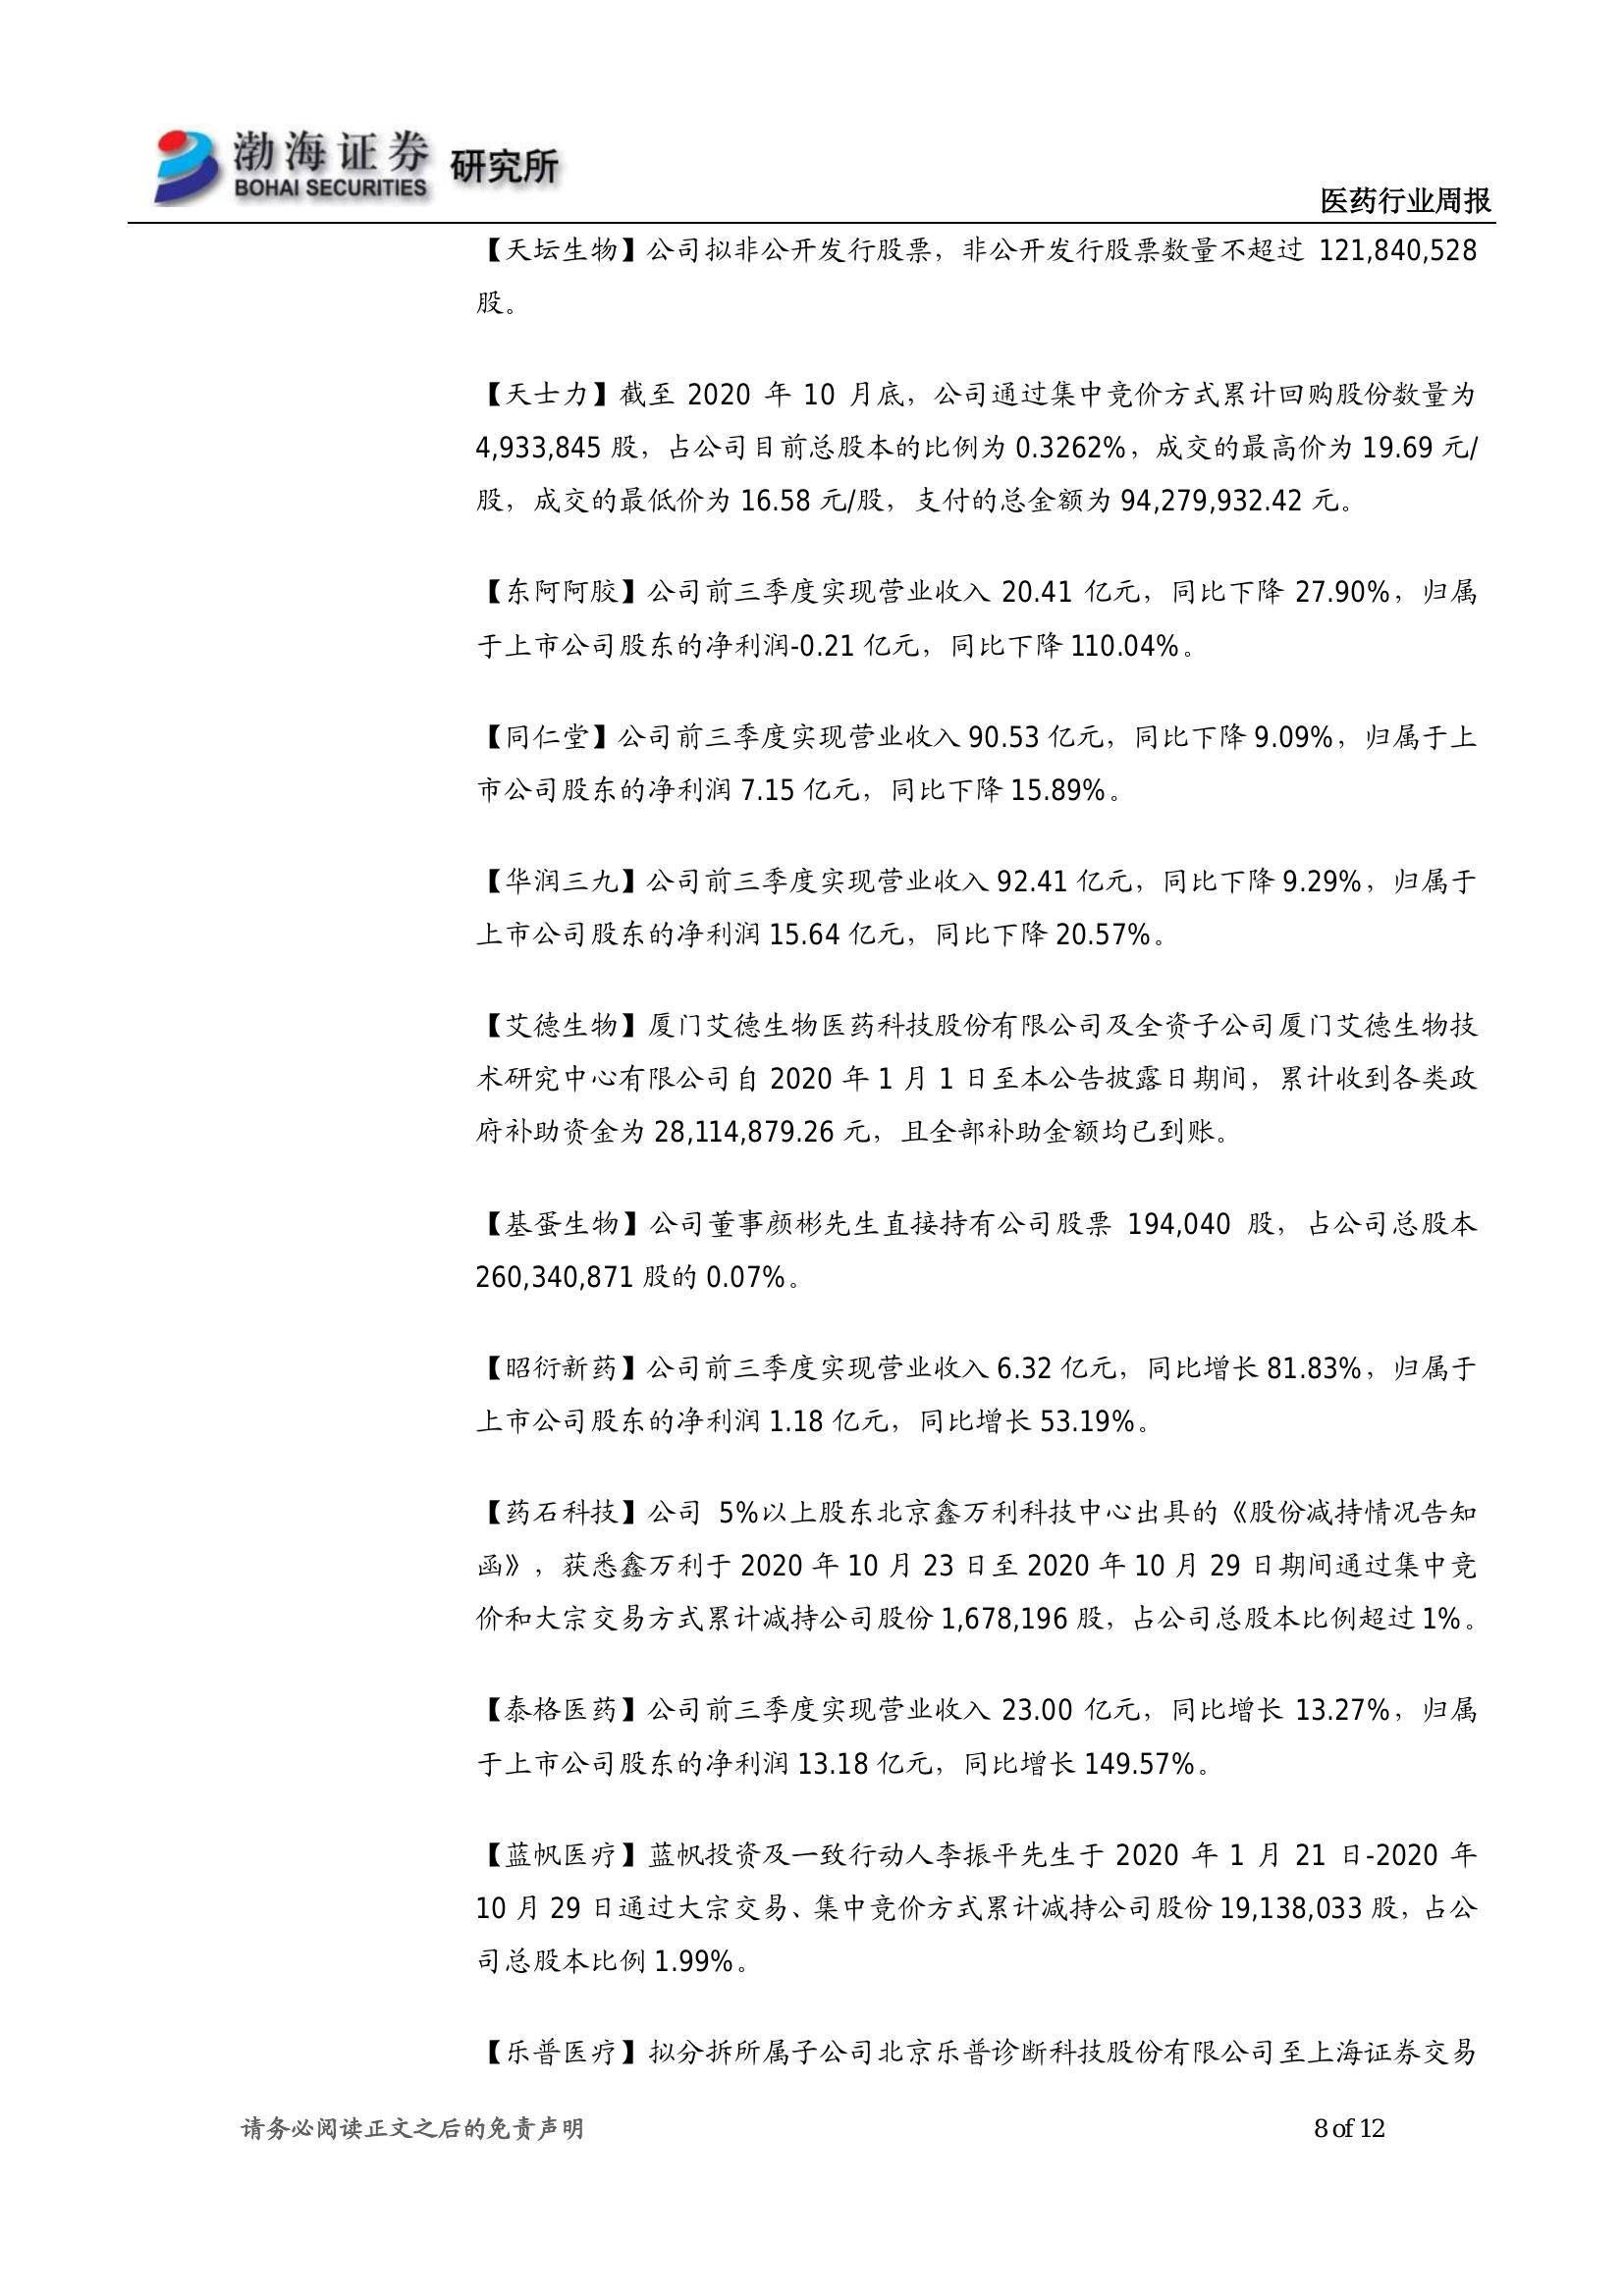 渤海证券 研究所
BOHAI SECURITIES
医药行业周报
【天坛生物】公司拟非公开发行股票，非公开发行股票数量不超过 121,840,528
股。
【天士力】截至 2020 年 10 月底，公司通过集中竞价方式累计回购股份数量为
4,933,845 股，占公司目前总股本的比例为 0.3262%，成交的最高价为 19.69 元/
股，成交的最低价为 16.58 元/股，支付的总金额为 94,279,932.42 元。
【东阿阿胶】公司前三季度实现营业收入 20.41 亿元，同比下降 27.90%，归属
于上市公司股东的净利润-0.21 亿元，同比下降 110.04%。
【同仁堂】公司前三季度实现营业收入 90.53 亿元，同比下降 9.09%，归属于上
市公司股东的净利润 7.15 亿元，同比下降 15.89%。
【华润三九】公司前三季度实现营业收入 92.41 亿元，同比下降 9.29%，归属于
上市公司股东的净利润 15.64 亿元，同比下降 20.57%。
【艾德生物】厦门艾德生物医药科技股份有限公司及全资子公司厦门艾德生物技
术研究中心有限公司自 2020 年 1 月 1 日至本公告披露日期间，累计收到各类政
府补助资金为 28,114,879.26 元，且全部补助金额均已到账。
【基蛋生物】公司董事颜彬先生直接持有公司股票 194,040 股，占公司总股本
260,340,871 股的 0.07%。
【昭衍新药】公司前三季度实现营业收入 6.32 亿元，同比增长 81.83%，归属于
上市公司股东的净利润 1.18 亿元，同比增长 53.19%。
【药石科技】公司 5%以上股东北京鑫万利科技中心出具的《股份减持情况告知
函》，获悉鑫万利于 2020 年 10 月 23 日至 2020 年 10 月 29 日期间通过集中竞
价和大宗交易方式累计减持公司股份 1,678,196 股，占公司总股本比例超过 1%。
【泰格医药】公司前三季度实现营业收入 23.00 亿元，同比增长 13.27%，归属
于上市公司股东的净利润 13.18 亿元，同比增长 149.57%。
【蓝帆医疗】蓝帆投资及一致行动人李振平先生于 2020 年 1 月 21 日-2020 年
10 月 29 日通过大宗交易、集中竞价方式累计减持公司股份 19,138,033 股，占公
司总股本比例 1.99%。
【乐普医疗】拟分拆所属子公司北京乐普诊断科技股份有限公司至上海证券交易
请务必阅读正文之后的免责声明
8 of 12